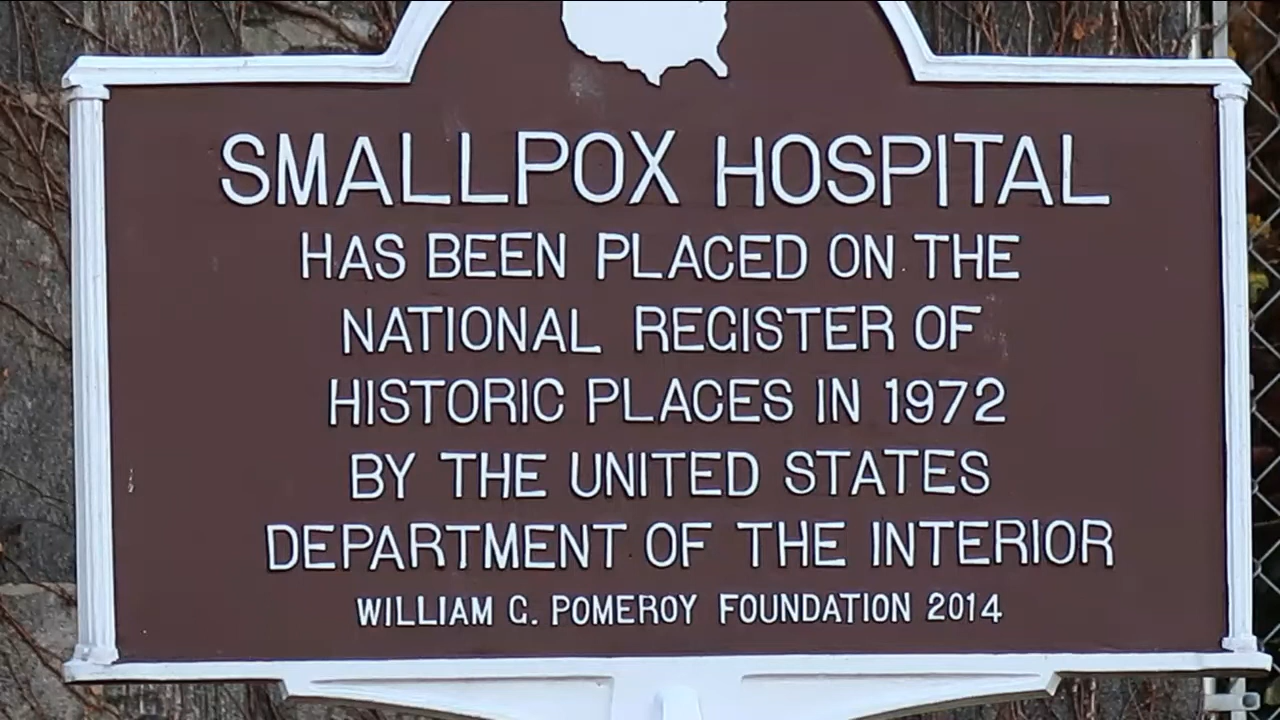 SMALLPOX HOSPITAL
HAS BEEN PLACED ON THE
NATIONAL REGISTER OF
HISTORIC PLACES IN 1972
BY THE UNITED STATES
DEPARTMENT OF THE INTERIOR
WILLIAM G. POMEROY FOUNDATION 2014